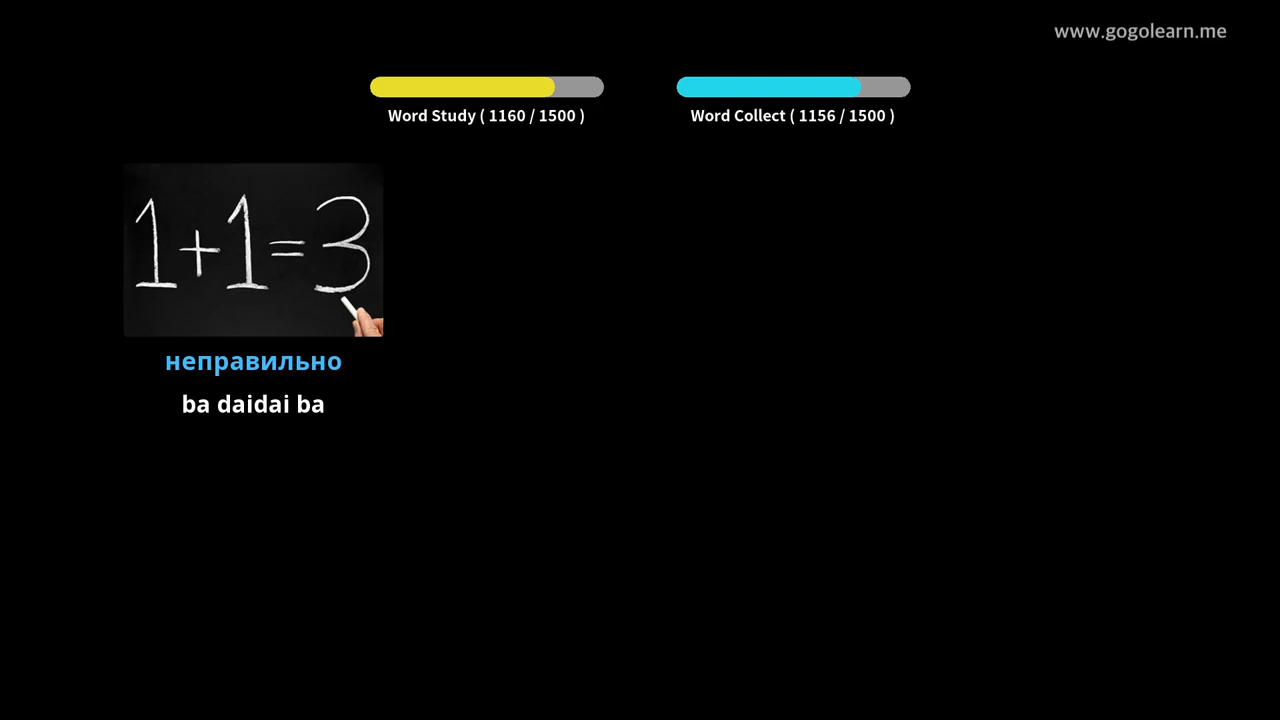 www.gogolearn.me
Word Study ( 1160 / 1500 )
Word Collect ( 1156 / 1500 )
1+1=3
неправильно
ba daidai ba